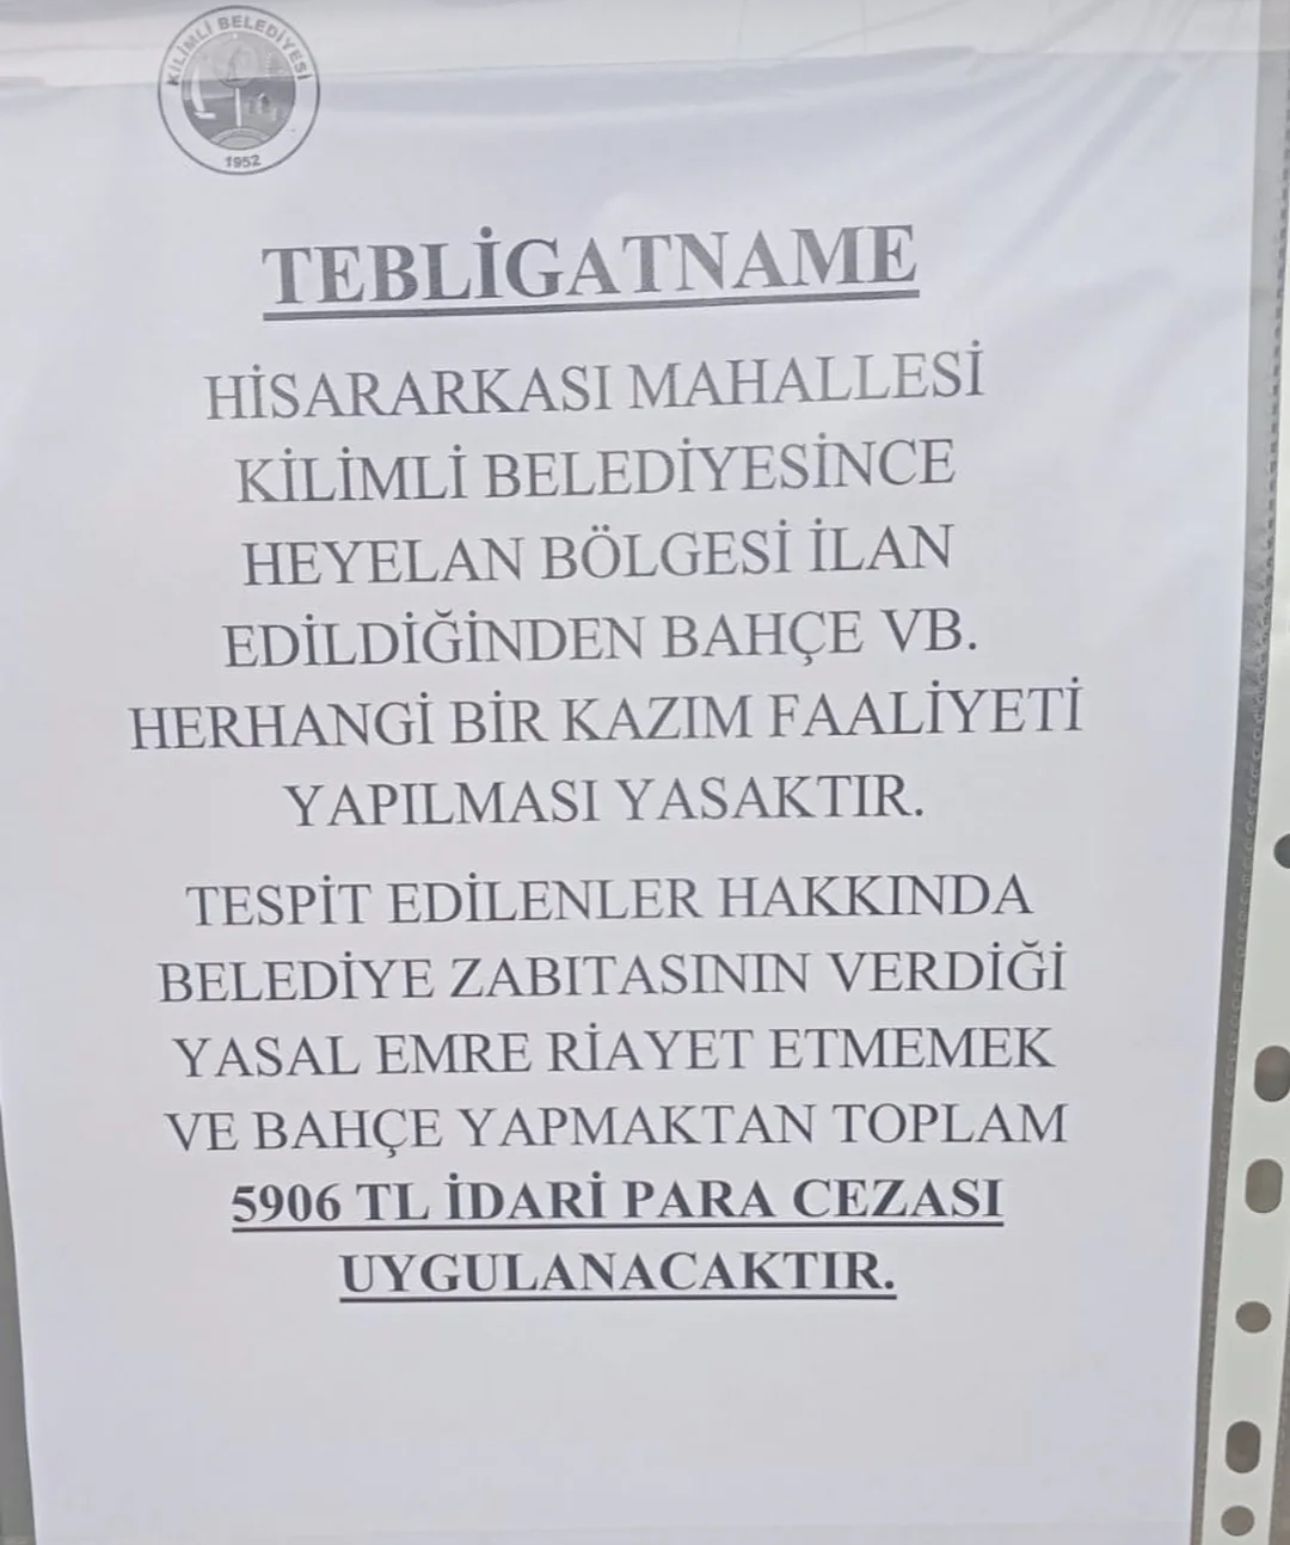 KİLİMLİ BELEDİYESİ
1952
TEBLİGATNAME
HİSARARKASI MAHALLESİ
KİLİMLİ BELEDİYESİNCE
HEYELAN BÖLGESİ İLAN
EDİLDİĞİNDEN BAHÇE VB.
HERHANGİ BİR KAZIM FAALİYETİ
YAPILMASI YASAKTIR.
TESPİT EDİLENLER HAKKINDA
BELEDİYE ZABITASININ VERDİĞİ
YASAL EMRE RİAYET ETMEMEK
VE BAHÇE YAPMAKTAN TOPLAM
5906 TL İDARİ PARA CEZASI
UYGULANACAKTIR.